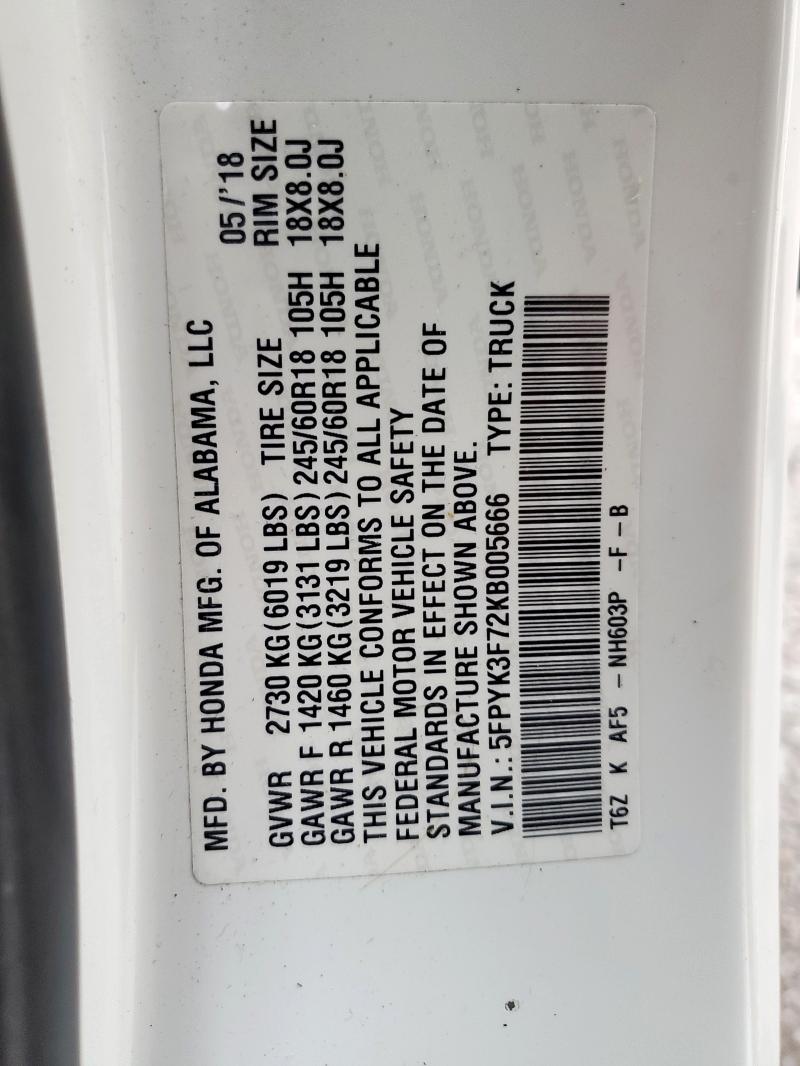 MFD. BY HONDA MFG. OF ALABAMA, LLC
05/'18
GVWR 2730 KG(6019 LBS) TIRE SIZE RIM SIZE
GAWR F 1420 KG(3131 LBS)245/60R18 105H 18X8.0J
GAWR R 1460 KG(3219 LBS)245/60R18 105H 18X8.0J
THIS VEHICLE CONFORMS TO ALL APPLICABLE
FEDERAL MOTOR VEHICLE SAFETY
STANDARDS IN EFFECT ON THE DATE OF
MANUFACTURE SHOWN ABOVE.
V.I.N.: 5FPYK3F72KB005666 TYPE: TRUCK
T6Z K AF5 -NH603P -F-B